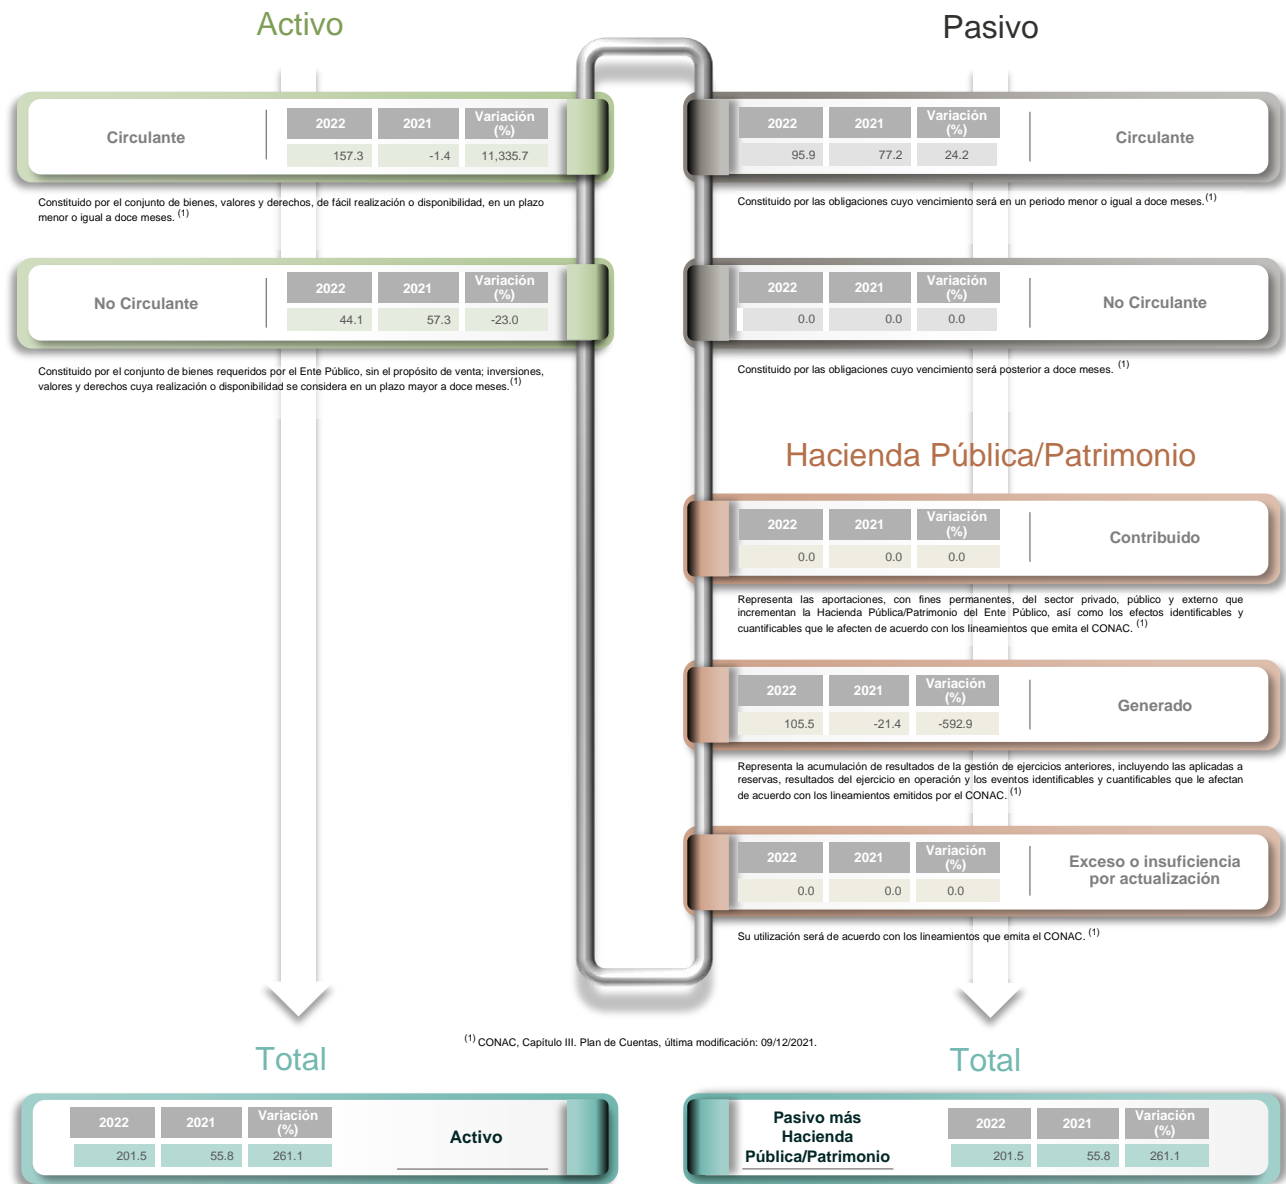 Activo
Circulante
2022 2021 Variación (%)
157.3 -1.4 11,335.7
Constituido por el conjunto de bienes, valores y derechos, de fácil realización o disponibilidad, en un plazo
menor o igual a doce meses. (1)
No Circulante
2022 2021 Variación (%)
44.1 57.3 -23.0
Constituido por el conjunto de bienes requeridos por el Ente Público, sin el propósito de venta; inversiones,
valores y derechos cuya realización o disponibilidad se considera en un plazo mayor a doce meses.(1)
Pasivo
2022 2021 Variación (%)
95.9 77.2 24.2
Circulante
Constituido por las obligaciones cuyo vencimiento será en un periodo menor o igual a doce meses.(1)
2022 2021 Variación (%)
0.0 0.0 0.0
No Circulante
Constituido por las obligaciones cuyo vencimiento será posterior a doce meses. (1)
Hacienda Pública/Patrimonio
2022 2021 Variación (%)
0.0 0.0 0.0
Contribuido
Representa las aportaciones, con fines permanentes, del sector privado, público y externo que
incrementan la Hacienda Pública/Patrimonio del Ente Público, así como los efectos identificables y
cuantificables que le afecten de acuerdo con los lineamientos que emita el CONAC. (1)
2022 2021 Variación (%)
105.5 -21.4 -592.9
Generado
Representa la acumulación de resultados de la gestión de ejercicios anteriores, incluyendo las aplicadas a
reservas, resultados del ejercicio en operación y los eventos identificables y cuantificables que le afectan
de acuerdo con los lineamientos emitidos por el CONAC. (1)
2022 2021 Variación (%)
0.0 0.0 0.0
Exceso o insuficiencia
por actualización
Su utilización será de acuerdo con los lineamientos que emita el CONAC. (1)
(1) CONAC, Capítulo III. Plan de Cuentas, última modificación: 09/12/2021.
Total
2022 2021 Variación (%)
201.5 55.8 261.1
Activo
Total
Pasivo más
Hacienda
Pública/Patrimonio
2022 2021 Variación (%)
201.5 55.8 261.1